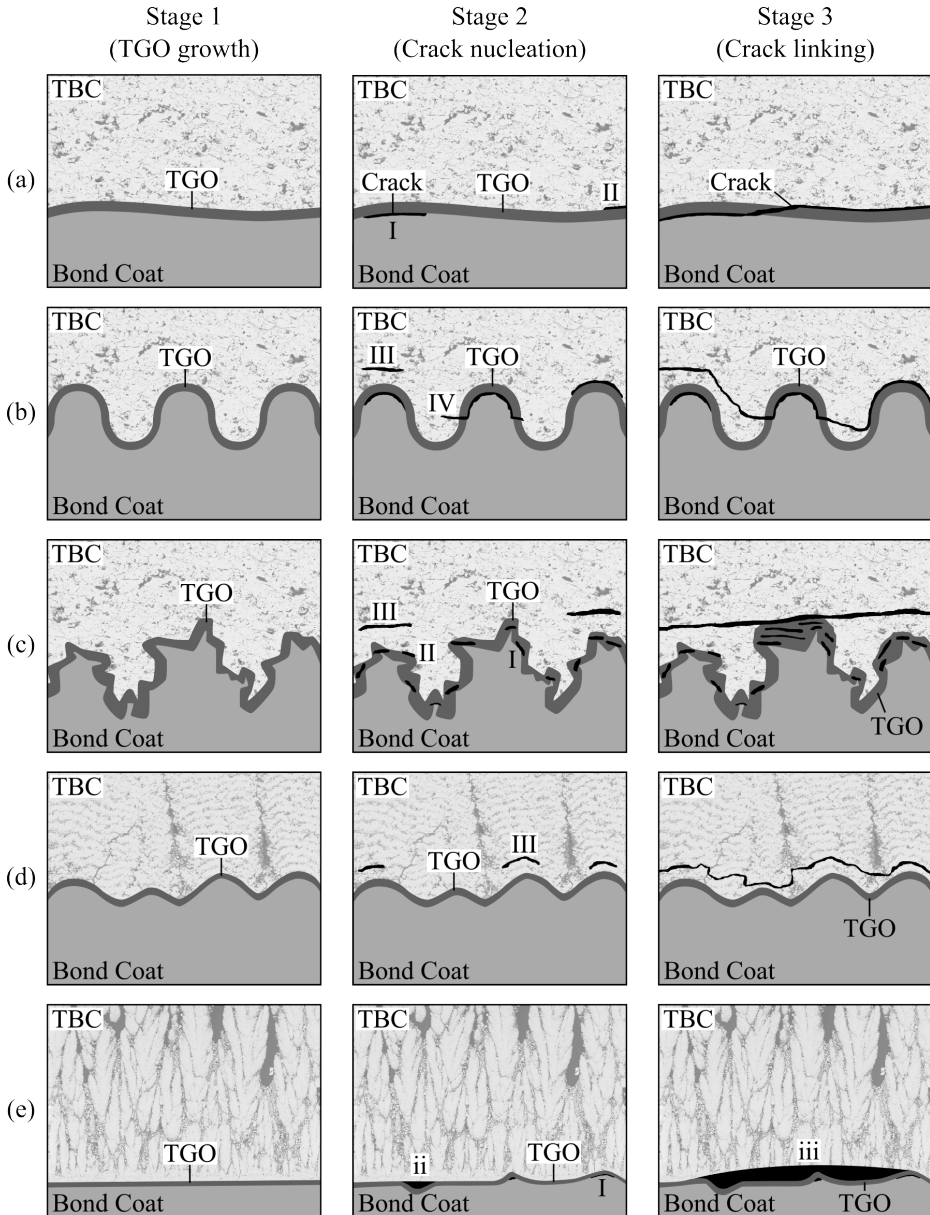 Stage 1
(TGO growth)
Stage 2
(Crack nucleation)
Stage 3
(Crack linking)
(a)
TBC
TGO
Bond Coat
TBC
Crack
TGO
II
I
Bond Coat
TBC
Crack
Bond Coat
(b)
TBC
TGO
Bond Coat
TBC
III
TGO
IV
Bond Coat
TBC
TGO
Bond Coat
(c)
TBC
TGO
Bond Coat
TBC
TGO
III
II
I
Bond Coat
TBC
TGO
Bond Coat
(d)
TBC
TGO
Bond Coat
TBC
III
TGO
Bond Coat
TBC
TGO
Bond Coat
(e)
TBC
TGO
Bond Coat
TBC
TGO
ii
I
Bond Coat
TBC
iii
TGO
Bond Coat